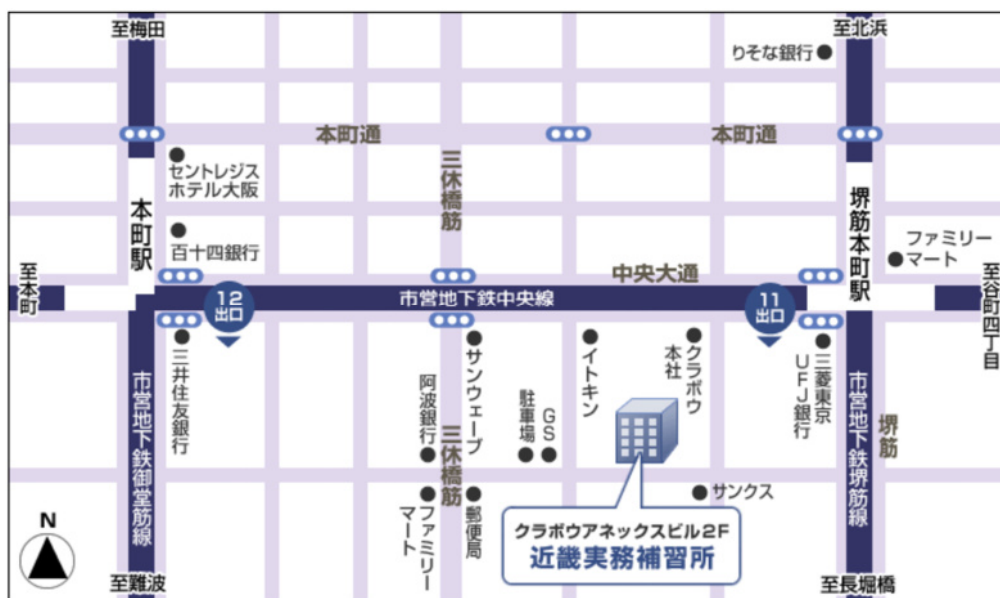 至梅田
至北浜
りそな銀行
本町通
本町通
セントレジス
ホテル大阪
三休橋筋
本町駅
堺筋本町駅
百十四銀行
ファミリー
マート
至本町
中央大通
至谷町四丁目
市営地下鉄中央線
12
出口
11
出口
三井住友銀行
サンウェーブ
イトキン
クラボウ
本社
三菱東京
UFJ銀行
阿波銀行
三休橋筋
駐車場
GS
市営地下鉄御堂筋線
市営地下鉄堺筋線
堺筋
サンクス
ファミリー
マート
郵便局
クラボウアネックスビル2F
近畿実務補習所
N
至難波
至長堀橋